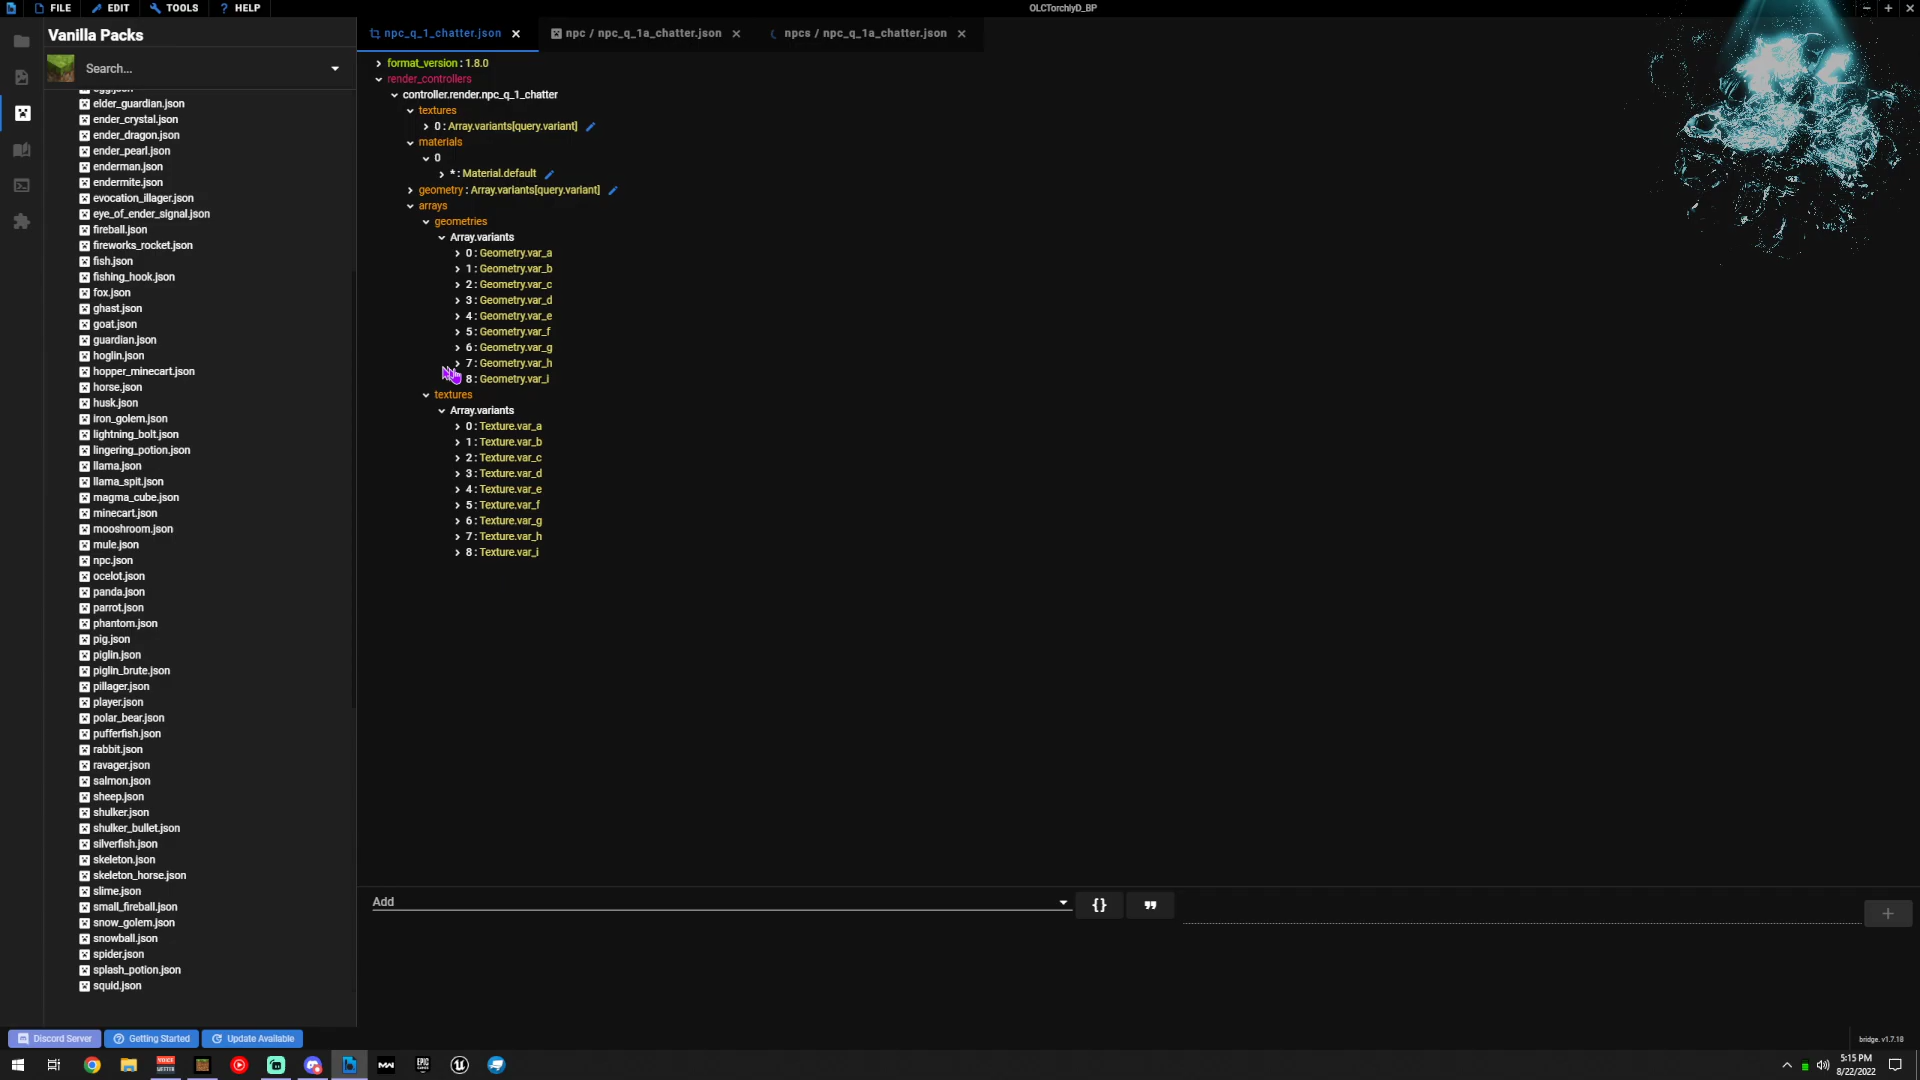 FILE EDIT TOOLS ? HELP OLCTorchlyD_BP
Vanilla Packs
Search...
elder_guardian.json
ender_crystal.json
ender_dragon.json
ender_pearl.json
enderman.json
endermite.json
evocation_illager.json
eye_of_ender_signal.json
fireball.json
fireworks_rocket.json
fish.json
fishing_hook.json
fox.json
ghast.json
goat.json
guardian.json
hoglin.json
hopper_minecart.json
horse.json
husk.json
iron_golem.json
lightning_bolt.json
lingering_potion.json
llama.json
llama_spit.json
magma_cube.json
minecart.json
mooshroom.json
mule.json
npc.json
ocelot.json
panda.json
parrot.json
phantom.json
pig.json
piglin.json
piglin_brute.json
pillager.json
player.json
polar_bear.json
pufferfish.json
rabbit.json
ravager.json
salmon.json
sheep.json
shulker.json
shulker_bullet.json
silverfish.json
skeleton.json
skeleton_horse.json
slime.json
small_fireball.json
snow_golem.json
snowball.json
spider.json
splash_potion.json
squid.json
npc_q_1_chatter.json npc / npc_q_1a_chatter.json npcs / npc_q_1a_chatter.json
format_version : 1.8.0
render_controllers
controller.render.npc_q_1_chatter
textures
0 : Array.variants[query.variant]
materials
0
* : Material.default
geometry : Array.variants[query.variant]
arrays
geometries
Array.variants
0 : Geometry.var_a
1 : Geometry.var_b
2 : Geometry.var_c
3 : Geometry.var_d
4 : Geometry.var_e
5 : Geometry.var_f
6 : Geometry.var_g
7 : Geometry.var_h
8 : Geometry.var_i
textures
Array.variants
0 : Texture.var_a
1 : Texture.var_b
2 : Texture.var_c
3 : Texture.var_d
4 : Texture.var_e
5 : Texture.var_f
6 : Texture.var_g
7 : Texture.var_h
8 : Texture.var_i
Add {} "
Discord Server Getting Started Update Available
bridge. v1.7.18
5:15 PM
8/22/2022